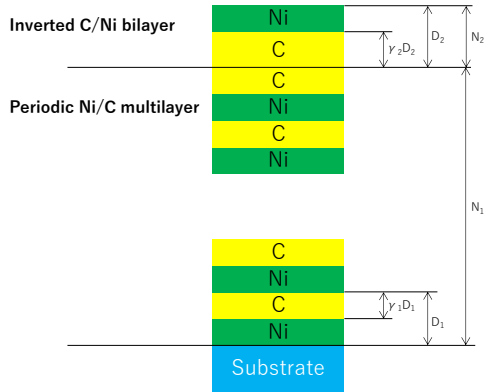 Inverted C/Ni bilayer
Ni
C
γ₂D₂
D₂
N₂
C
Periodic Ni/C multilayer
Ni
C
Ni
N₁
C
Ni
C
γ₁D₁
D₁
Ni
Substrate